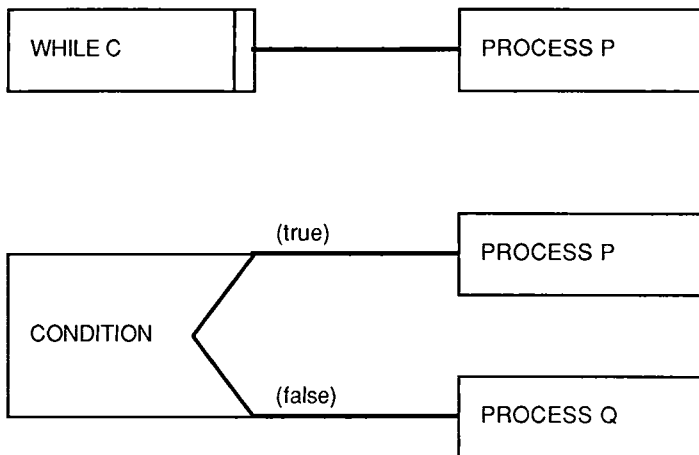 WHILE C
PROCESS P
(true)
PROCESS P
CONDITION
(false)
PROCESS Q